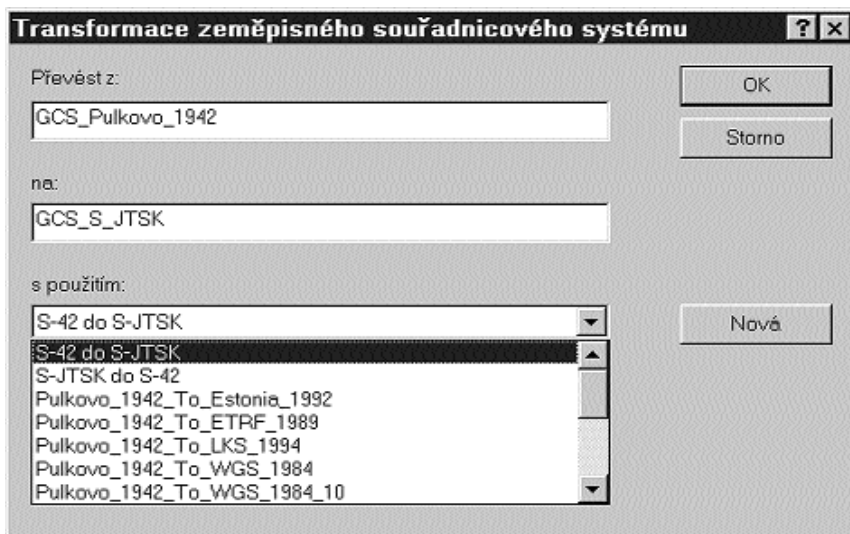 Transformace zeměpisného souřadnicového systému
Převést z:
OK
GCS_Pulkovo_1942
Storno
na:
GCS_S_JTSK
s použitím:
S-42 do S-JTSK
Nová
S-42 do S-JTSK
S-JTSK do S-42
Pulkovo_1942_To_Estonia_1992
Pulkovo_1942_To_ETRF_1989
Pulkovo_1942_To_LKS_1994
Pulkovo_1942_To_WGS_1984
Pulkovo_1942_To_WGS_1984_10